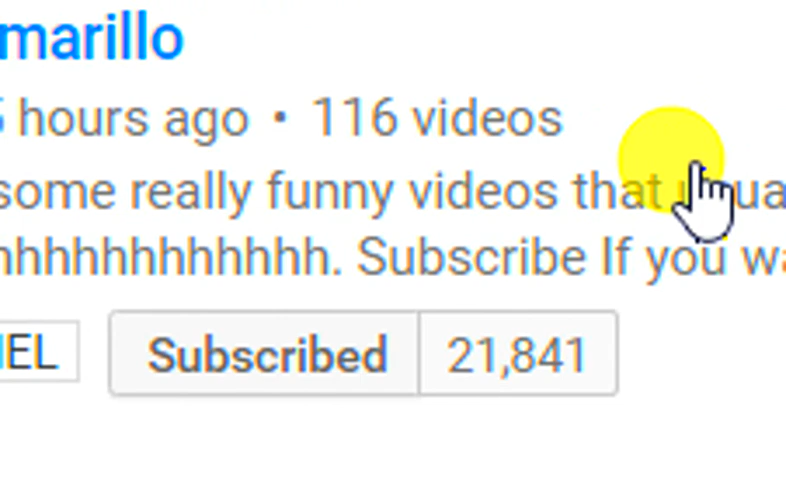 marillo
hours ago • 116 videos
some really funny videos that
hhhhhhhhhhhh. Subscribe If you wa
EL
Subscribed 21,841